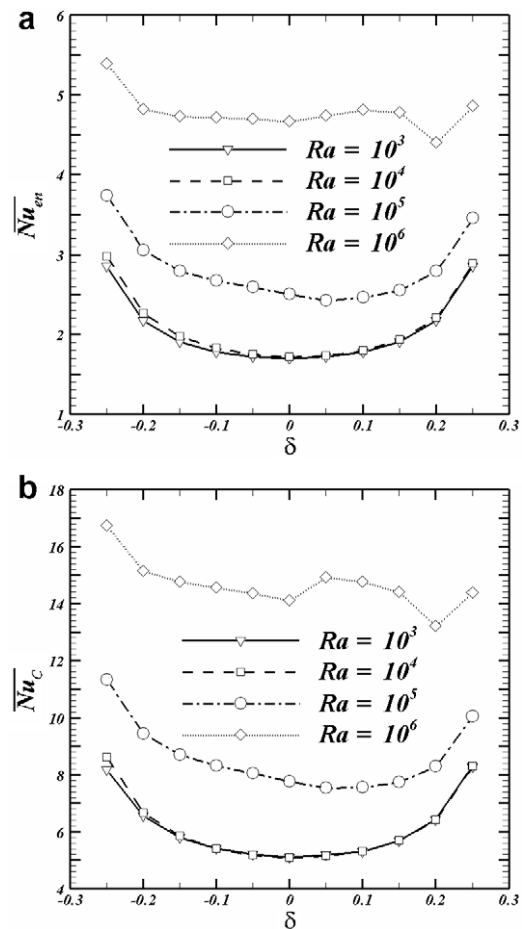 a
6
5
4
3
2
1
Nu_en
Ra = 10^3
Ra = 10^4
Ra = 10^5
Ra = 10^6
-0.3 -0.2 -0.1 0 0.1 0.2 0.3
δ
b
18
16
14
12
10
8
6
4
Nu_C
Ra = 10^3
Ra = 10^4
Ra = 10^5
Ra = 10^6
-0.3 -0.2 -0.1 0 0.1 0.2 0.3
δ